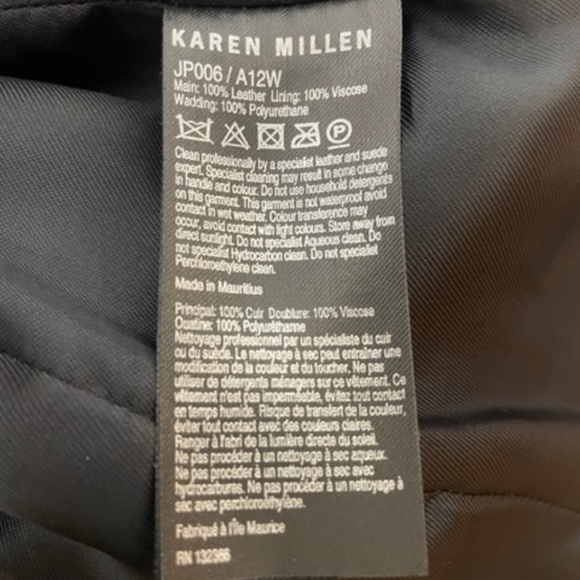 KAREN MILLEN
JP006 / A12W
Main: 100% Leather Lining: 100% Viscose
Wadding: 100% Polyurethane
P
Clean professionally by a specialist leather and suede
expert. Specialist cleaning may result in some change
in handle and colour. Do not use household detergents
on this garment. This garment is not waterproof avoid
contact in wet weather. Colour transference may
occur, avoid contact with light colours. Store away from
direct sunlight. Do not specialist Aqueous clean. Do
not specialist Hydrocarbon clean. Do not specialist
Perchloroethylene clean.
Made in Mauritius
Principal: 100% Cuir Doublure: 100% Viscose
Ouatine: 100% Polyuréthanne
Nettoyage professionnel par un spécialiste du cuir
ou du suède. Le nettoyage à sec peut entraîner une
modification de la couleur et du toucher. Ne pas
utiliser de détergents ménagers sur ce vêtement. Ce
vêtement n'est pas imperméable, évitez tout contact
en temps humide. Risque de transfert de la couleur,
éviter tout contact avec des couleurs claires.
Ranger à l'abri de la lumière directe du soleil.
Ne pas procéder à un nettoyage à sec aqueux.
Ne pas procéder à un nettoyage à sec avec
hydrocarbures. Ne pas procéder à un nettoyage à
sec avec perchloroéthylène.
Fabriqué à l'Ile Maurice
RN 132386